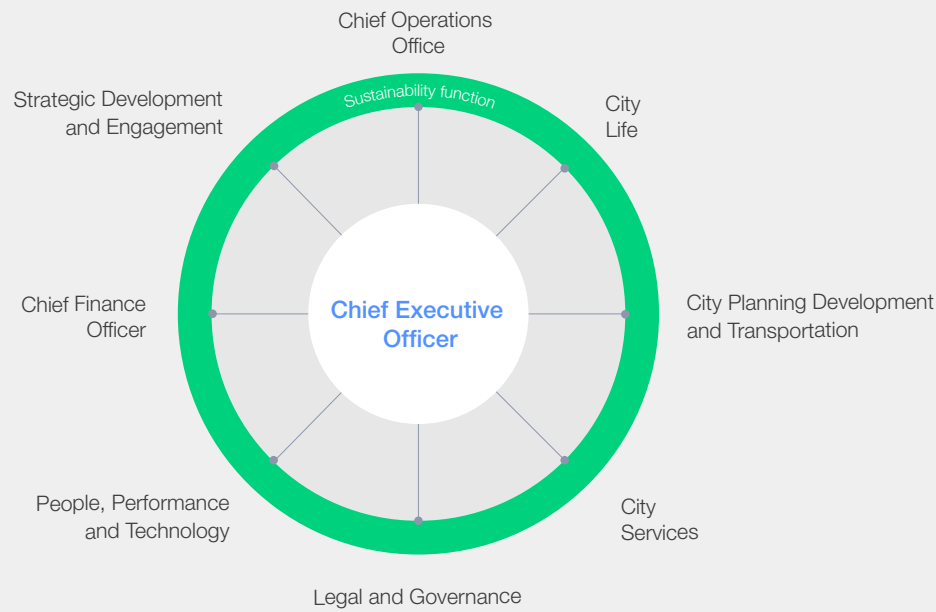 Chief Operations
Office
Sustainability function
Strategic Development
and Engagement
City
Life
Chief Finance
Officer
Chief Executive
Officer
City Planning Development
and Transportation
People, Performance
and Technology
City
Services
Legal and Governance